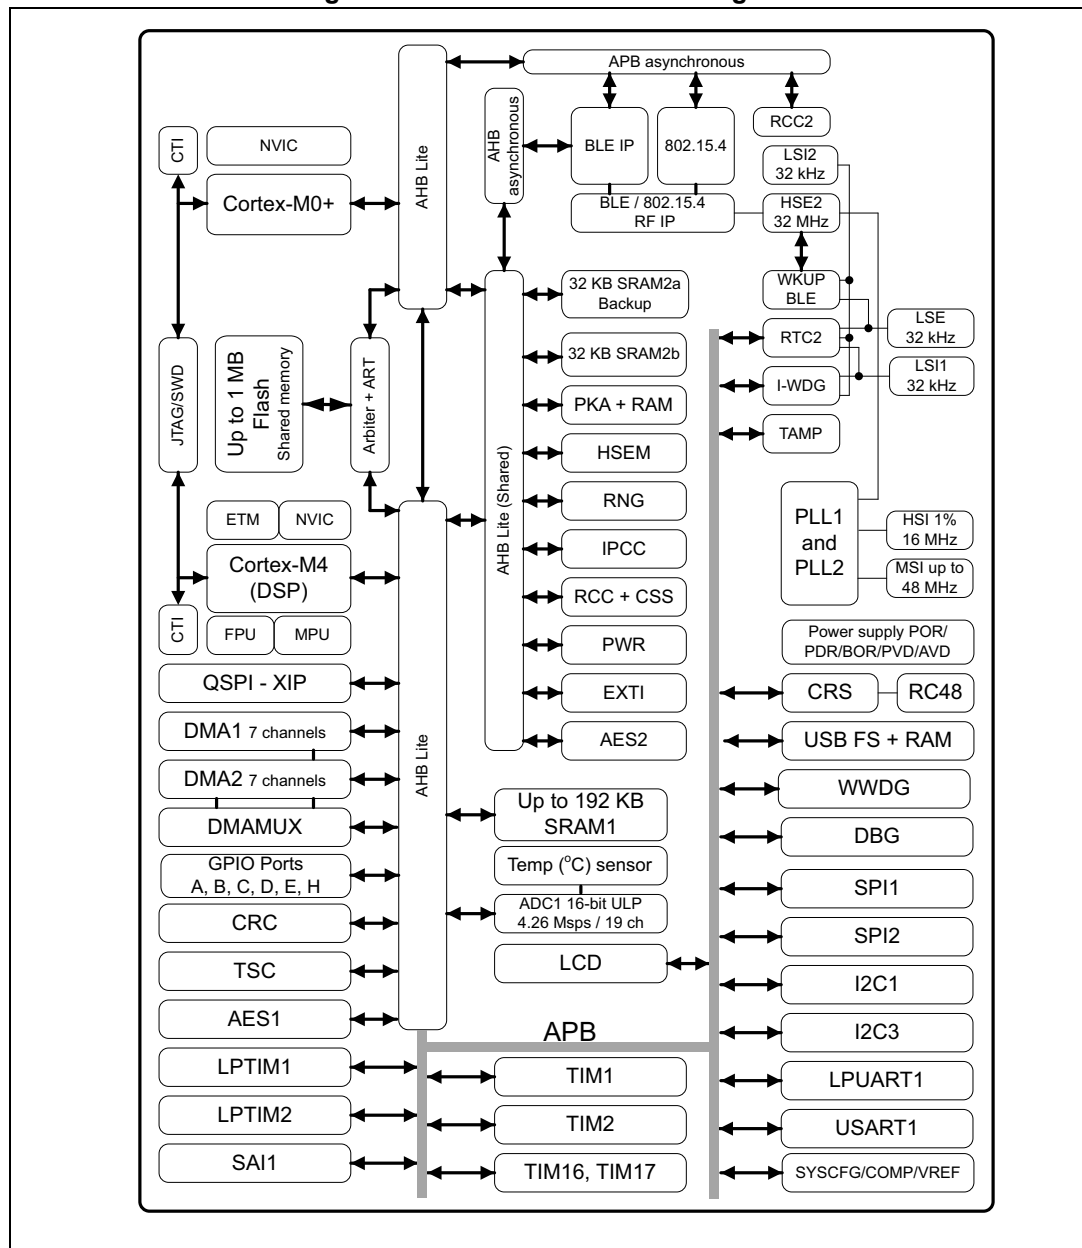 APB asynchronous
AHB Lite
AHB
asynchronous
BLE IP
802.15.4
RCC2
CTI
NVIC
LSI2
32 kHz
Cortex-M0+
BLE / 802.15.4
RF IP
HSE2
32 MHz
32 KB SRAM2a
Backup
WKUP
BLE
LSE
32 kHz
RTC2
32 KB SRAM2b
LSI1
32 kHz
I-WDG
JTAG/SWD
Up to 1 MB
Flash
Shared memory
Arbiter + ART
AHB Lite (Shared)
PKA + RAM
TAMP
HSEM
RNG
PLL1
and
PLL2
HSI 1%
16 MHz
MSI up to
48 MHz
ETM
NVIC
IPCC
Cortex-M4
(DSP)
RCC + CSS
CTI
FPU
MPU
PWR
Power supply POR/
PDR/BOR/PVD/AVD
QSPI - XIP
EXTI
CRS
RC48
DMA1 7 channels
AES2
USB FS + RAM
AHB Lite
DMA2 7 channels
WWDG
Up to 192 KB
SRAM1
DMAMUX
DBG
Temp (°C) sensor
GPIO Ports
A, B, C, D, E, H
SPI1
ADC1 16-bit ULP
4.26 Msps / 19 ch
CRC
SPI2
LCD
TSC
I2C1
AES1
APB
I2C3
LPTIM1
TIM1
LPUART1
LPTIM2
TIM2
USART1
SAI1
TIM16, TIM17
SYSCFG/COMP/VREF